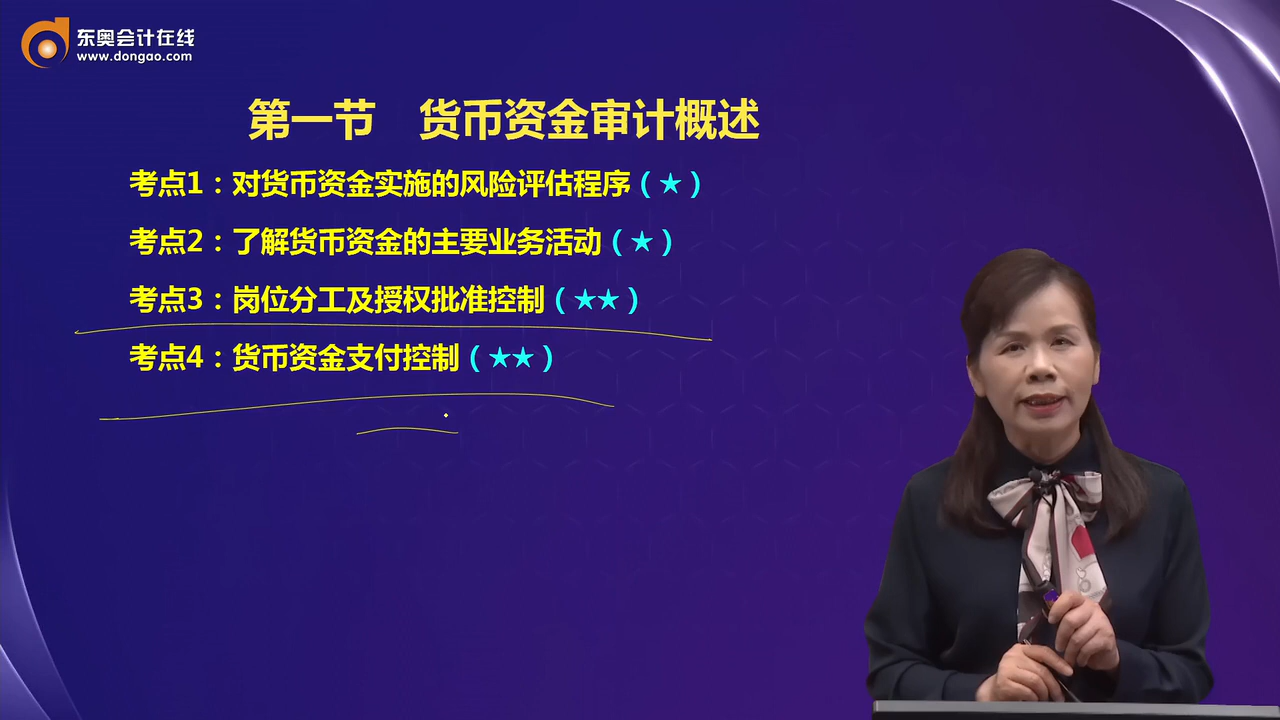 东奥会计在线
www.dongao.com
第一节 货币资金审计概述
考点1：对货币资金实施的风险评估程序（★）
考点2：了解货币资金的主要业务活动（★）
考点3：岗位分工及授权批准控制（★★）
考点4：货币资金支付控制（★★）